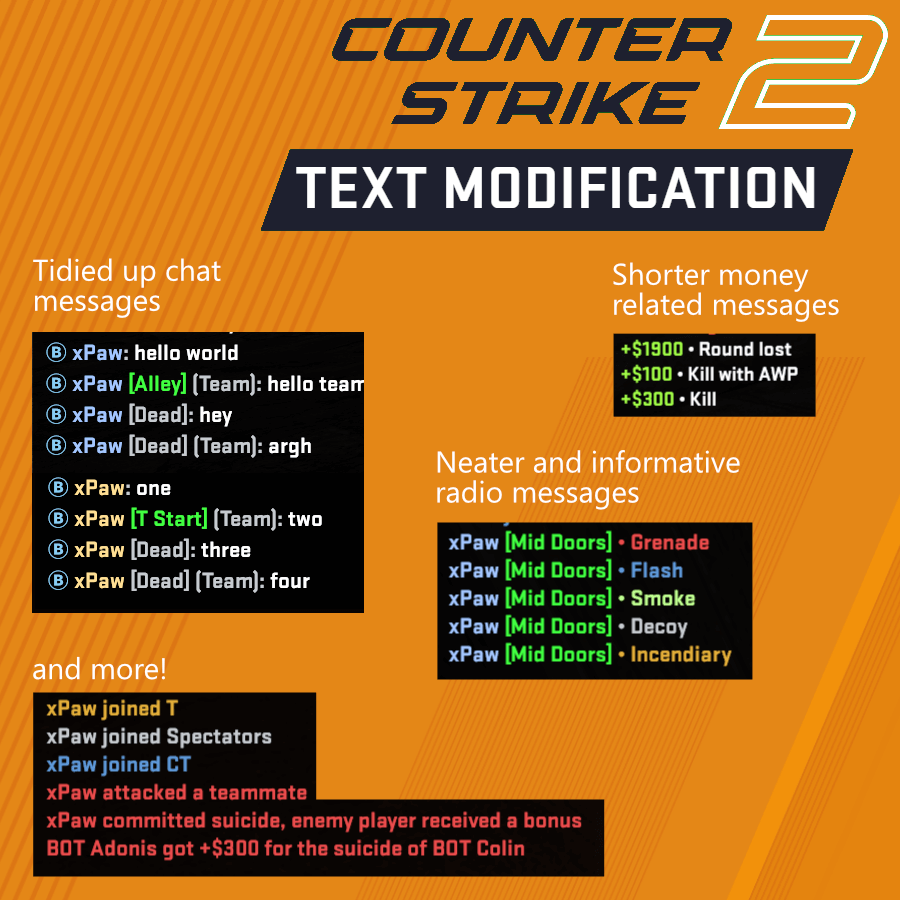 COUNTER
STRIKE 2
TEXT MODIFICATION
Tidied up chat
messages
B xPaw: hello world
B xPaw [Alley] (Team): hello team
B xPaw [Dead]: hey
B xPaw [Dead] (Team): argh
B xPaw: one
B xPaw [T Start] (Team): two
B xPaw [Dead]: three
B xPaw [Dead] (Team): four
Shorter money
related messages
+$1900 • Round lost
+$100 • Kill with AWP
+$300 • Kill
Neater and informative
radio messages
xPaw [Mid Doors] • Grenade
xPaw [Mid Doors] • Flash
xPaw [Mid Doors] • Smoke
xPaw [Mid Doors] • Decoy
xPaw [Mid Doors] • Incendiary
and more!
xPaw joined T
xPaw joined Spectators
xPaw joined CT
xPaw attacked a teammate
xPaw committed suicide, enemy player received a bonus
BOT Adonis got +$300 for the suicide of BOT Colin